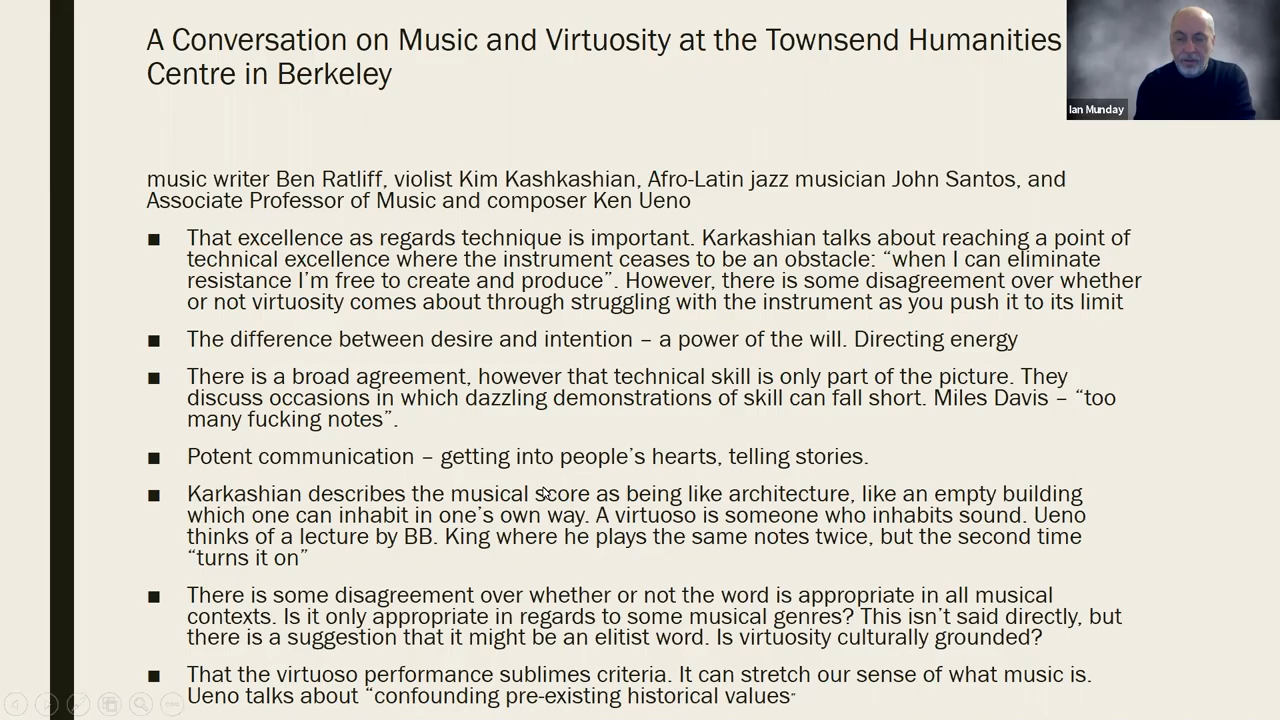 A Conversation on Music and Virtuosity at the Townsend Humanities
Centre in Berkeley
Ian Munday
music writer Ben Ratliff, violist Kim Kashkashian, Afro-Latin jazz musician John Santos, and
Associate Professor of Music and composer Ken Ueno
■ That excellence as regards technique is important. Karkashian talks about reaching a point of
technical excellence where the instrument ceases to be an obstacle: “when I can eliminate
resistance I’m free to create and produce”. However, there is some disagreement over whether
or not virtuosity comes about through struggling with the instrument as you push it to its limit
■ The difference between desire and intention – a power of the will. Directing energy
■ There is a broad agreement, however that technical skill is only part of the picture. They
discuss occasions in which dazzling demonstrations of skill can fall short. Miles Davis – “too
many fucking notes”.
■ Potent communication – getting into people’s hearts, telling stories.
■ Karkashian describes the musical score as being like architecture, like an empty building
which one can inhabit in one’s own way. A virtuoso is someone who inhabits sound. Ueno
thinks of a lecture by BB. King where he plays the same notes twice, but the second time
“turns it on”
■ There is some disagreement over whether or not the word is appropriate in all musical
contexts. Is it only appropriate in regards to some musical genres? This isn’t said directly, but
there is a suggestion that it might be an elitist word. Is virtuosity culturally grounded?
■ That the virtuoso performance sublimes criteria. It can stretch our sense of what music is.
Ueno talks about “confounding pre-existing historical values”